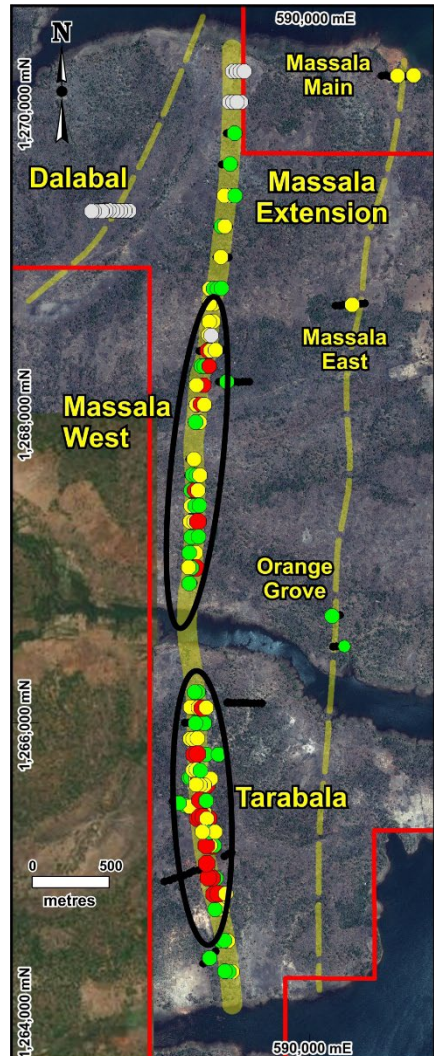 590,000 mE
N
Massala
Main
1,270,000 mN
Dalabal
Massala
Extension
Massala
East
Massala
West
1,268,000 mN
Orange
Grove
1,266,000 mN
Tarabala
0 500
metres
1,264,000 mN
590,000 mE